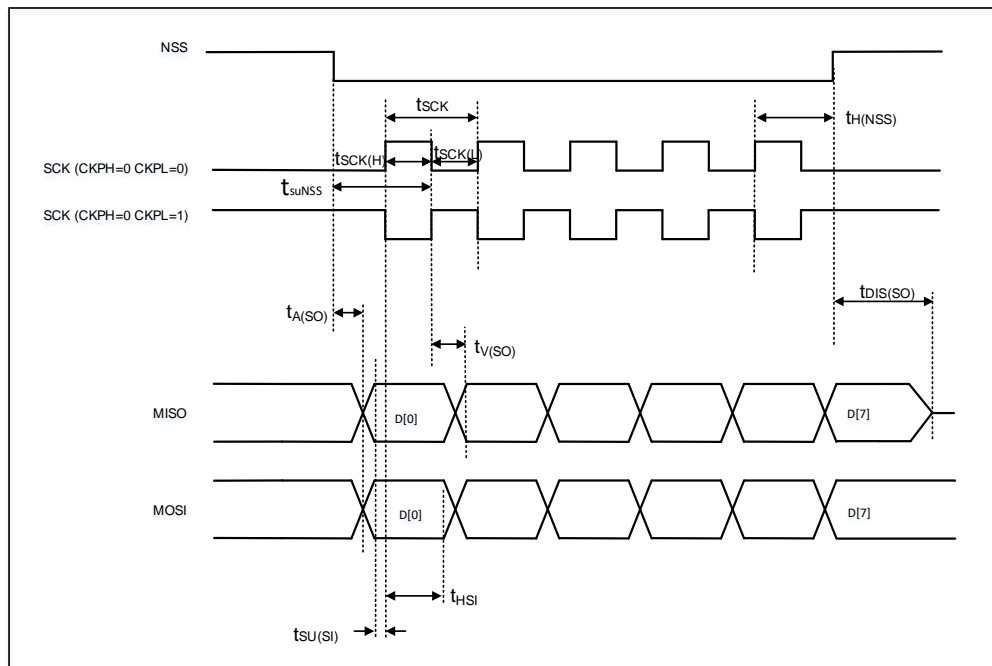 NSS
tSCK
tH(NSS)
tSCK(H)
tSCK(L)
SCK (CKPH=0 CKPL=0)
tsuNSS
SCK (CKPH=0 CKPL=1)
tDIS(SO)
tA(SO)
tV(SO)
MISO
D[0]
D[7]
MOSI
D[0]
D[7]
tHSI
tSU(SI)